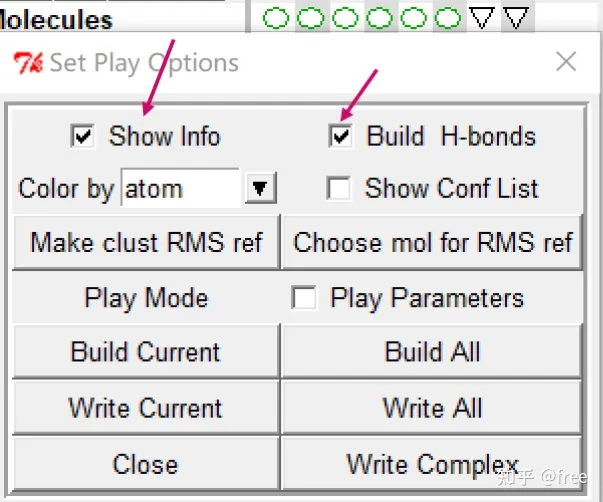 Molecules
Set Play Options
Show Info
Build H-bonds
Color by atom
Show Conf List
Make clust RMS ref
Choose mol for RMS ref
Play Mode
Play Parameters
Build Current
Build All
Write Current
Write All
Close
Write Complex
知乎 @free